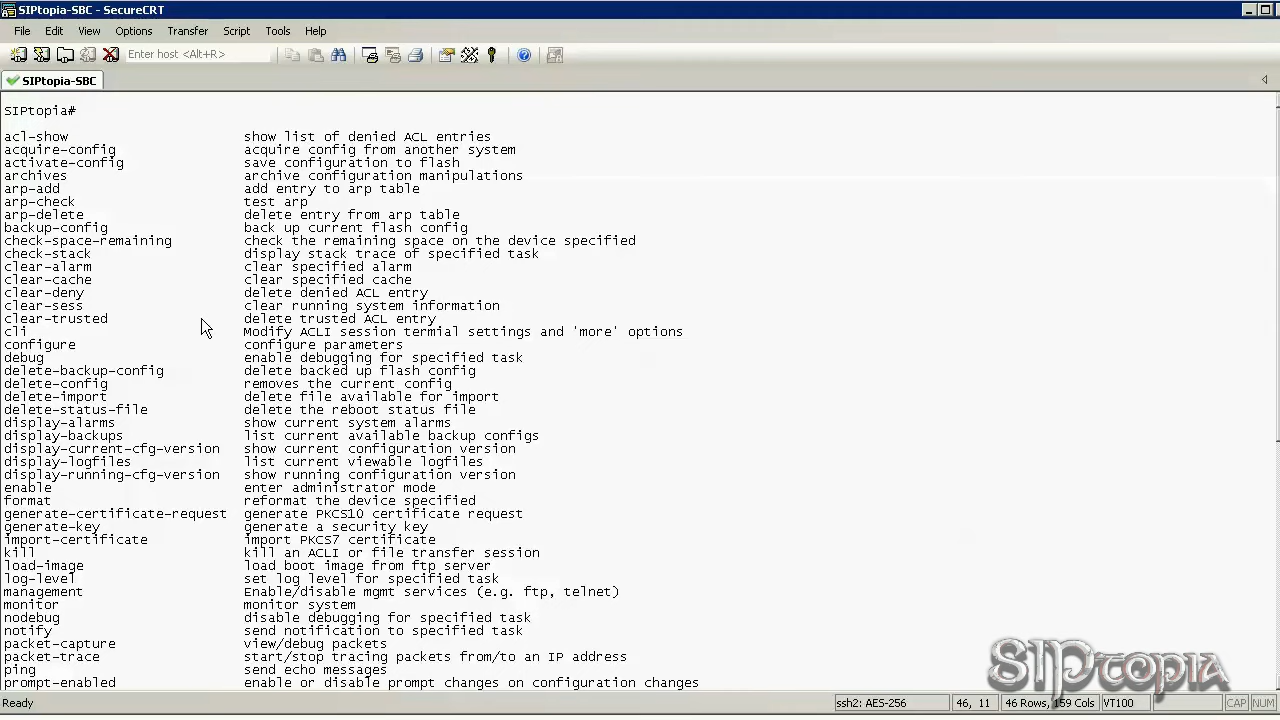 SIPtopia-SBC - SecureCRT
File Edit View Options Transfer Script Tools Help
Enter host <Alt+R>
SIPtopia-SBC
SIPtopia#
acl-show show list of denied ACL entries
acquire-config acquire config from another system
activate-config save configuration to flash
archives archive configuration manipulations
arp-add add entry to arp table
arp-check test arp
arp-delete delete entry from arp table
backup-config back up current flash config
check-space-remaining check the remaining space on the device specified
check-stack display stack trace of specified task
clear-alarm clear specified alarm
clear-cache clear specified cache
clear-deny delete denied ACL entry
clear-sess clear running system information
clear-trusted delete trusted ACL entry
cli Modify ACLI session termial settings and 'more' options
configure configure parameters
debug enable debugging for specified task
delete-backup-config delete backed up flash config
delete-config removes the current config
delete-import delete file available for import
delete-status-file delete the reboot status file
display-alarms show current system alarms
display-backups list current available backup configs
display-current-cfg-version show current configuration version
display-logfiles list current viewable logfiles
display-running-cfg-version show running configuration version
enable enter administrator mode
format reformat the device specified
generate-certificate-request generate PKCS10 certificate request
generate-key generate a security key
import-certificate import PKCS7 certificate
kill kill an ACLI or file transfer session
load-image load boot image from ftp server
log-level set log level for specified task
management Enable/disable mgmt services (e.g. ftp, telnet)
monitor monitor system
nodebug disable debugging for specified task
notify send notification to specified task
packet-capture view/debug packets
packet-trace start/stop tracing packets from/to an IP address
ping send echo messages
prompt-enabled enable or disable prompt changes on configuration changes
SIPtopia
Ready ssh2: AES-256 46, 11 46 Rows, 159 Cols VT100 CAP NUM